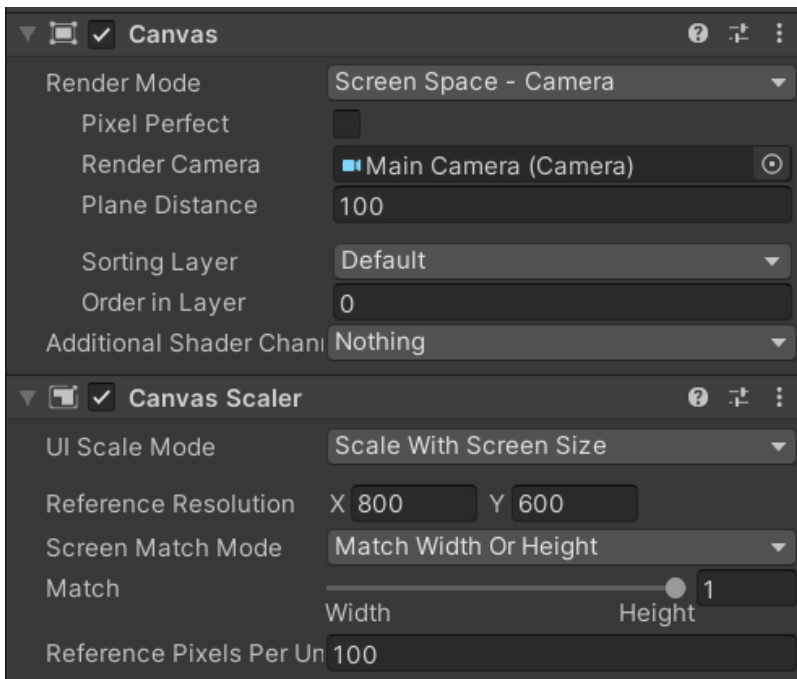 Canvas
Render Mode Screen Space - Camera
Pixel Perfect
Render Camera Main Camera (Camera)
Plane Distance 100
Sorting Layer Default
Order in Layer 0
Additional Shader Chan Nothing
Canvas Scaler
UI Scale Mode Scale With Screen Size
Reference Resolution X 800 Y 600
Screen Match Mode Match Width Or Height
Match 1
Width Height
Reference Pixels Per Un 100